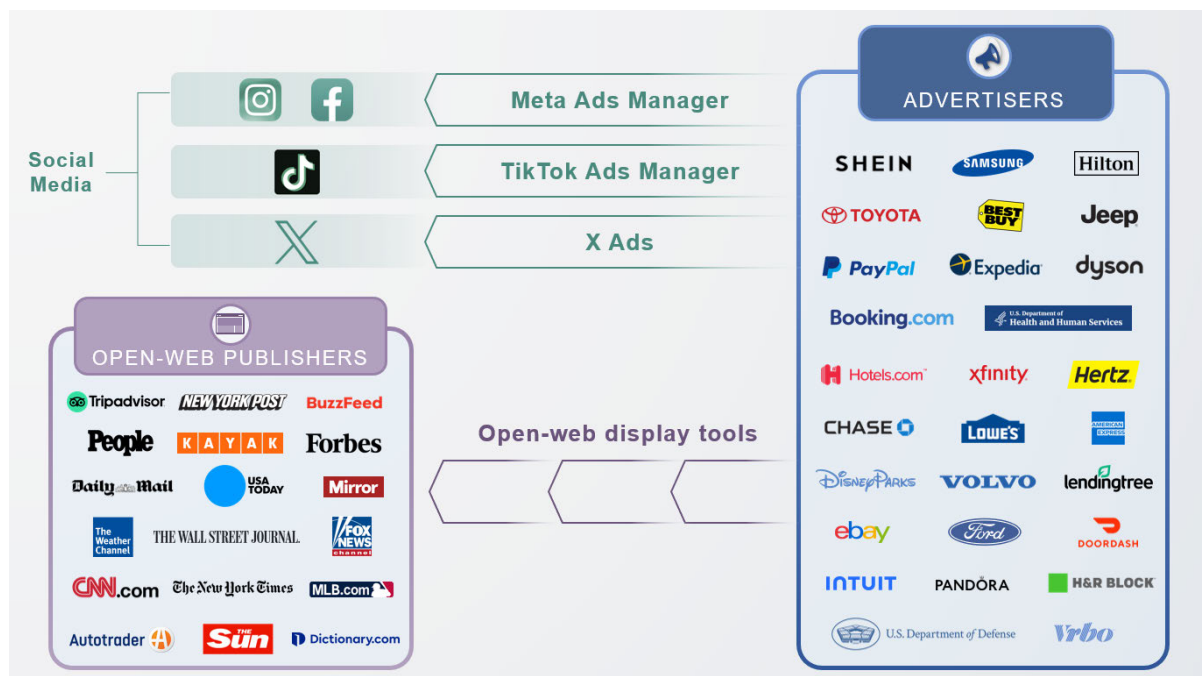 ADVERTISERS
Meta Ads Manager
Social
Media
TikTok Ads Manager
X Ads
SHEIN SAMSUNG Hilton
TOYOTA BEST BUY Jeep
PayPal Expedia dyson
Booking.com U.S. Department of Health and Human Services
Hotels.com xfinity Hertz.
CHASE LOWE'S AMERICAN EXPRESS
Disney Parks VOLVO lendingtree
ebay Ford DOORDASH
INTUIT PANDÖRA H&R BLOCK
U.S. Department of Defense Vrbo
OPEN-WEB PUBLISHERS
Tripadvisor NEW YORK POST BuzzFeed
People KAYAK Forbes
Daily Mail USA TODAY Mirror
The Weather Channel THE WALL STREET JOURNAL. FOX NEWS channel
CNN.com The New York Times MLB.com
Autotrader THE Sun Dictionary.com
Open-web display tools